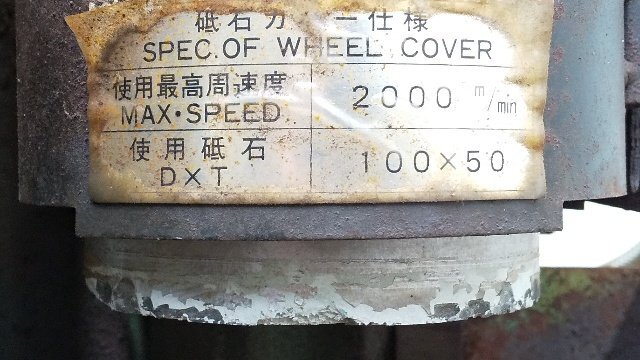 砥石カ 一仕様
SPEC. OF WHEEL COVER
使用最高周速度
MAX・SPEED
2000 m/min
使用砥石
D×T
100×50